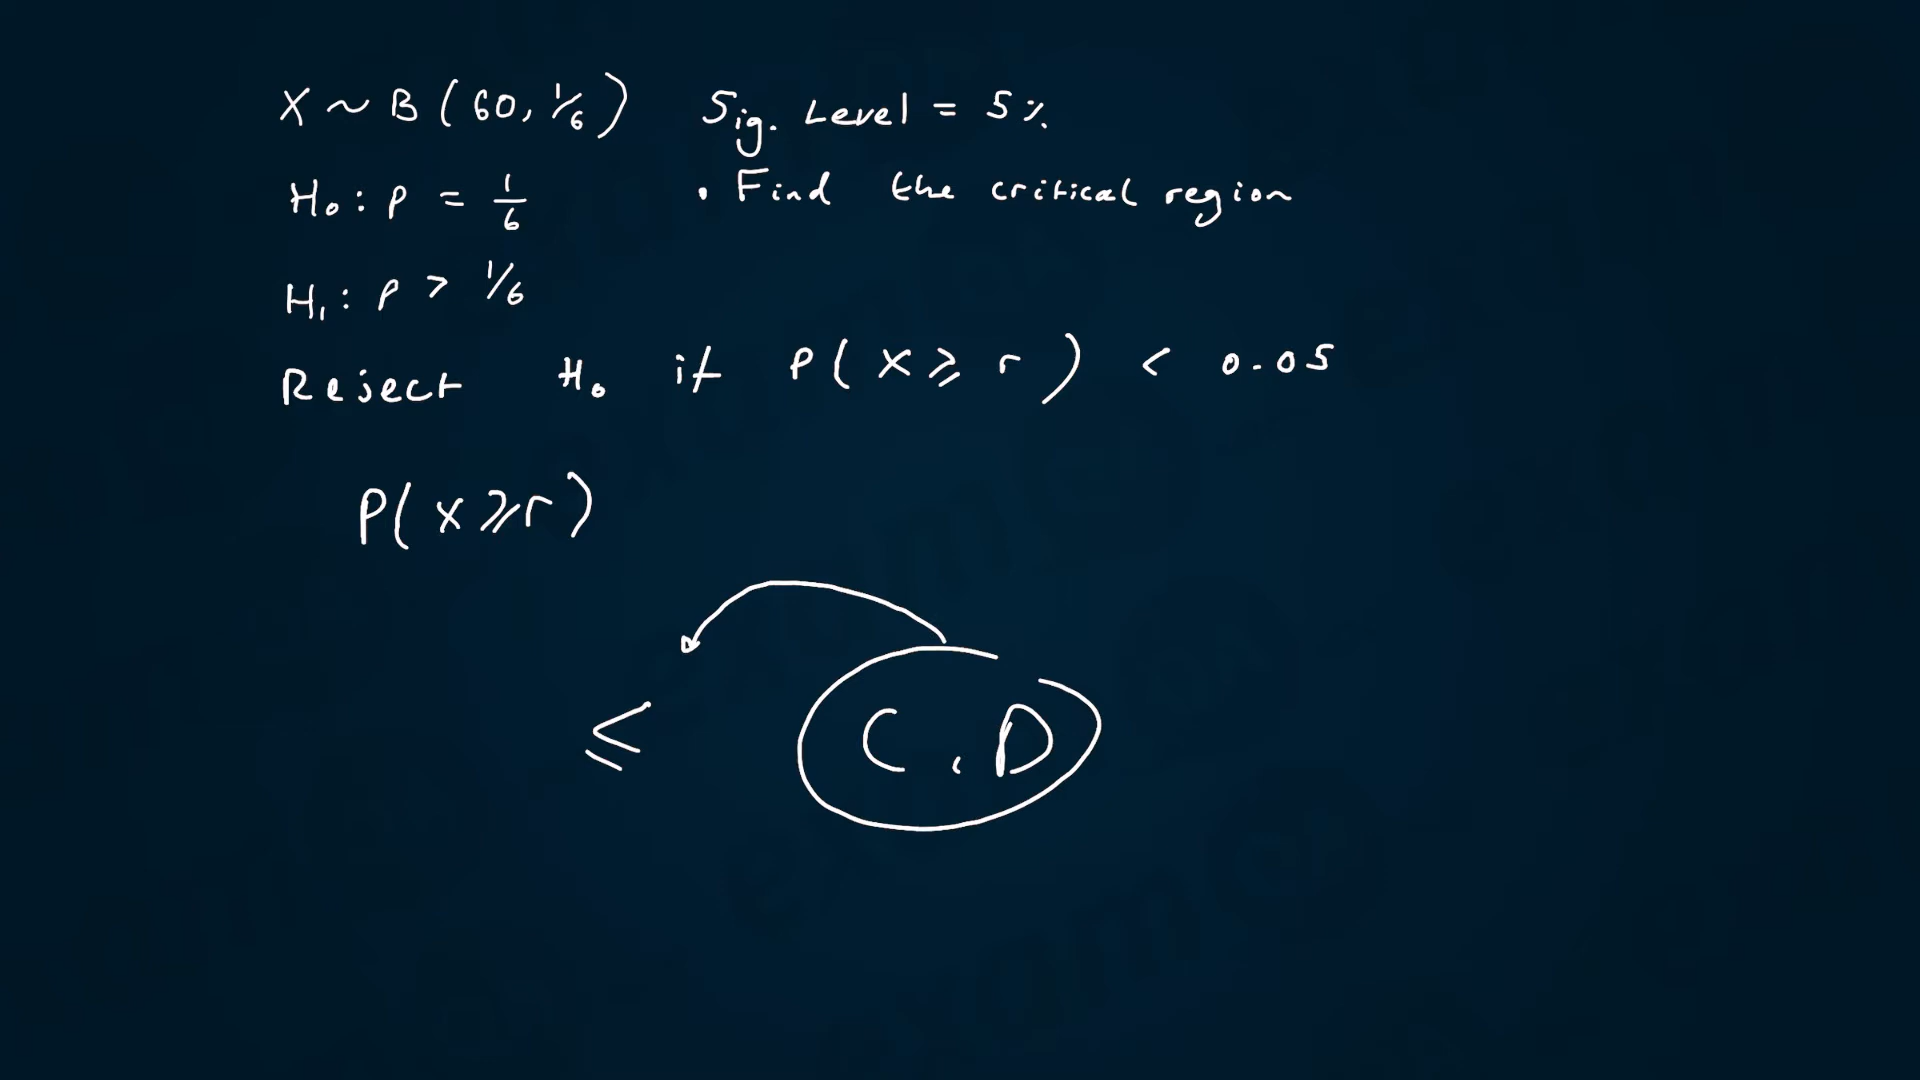 X ~ B ( 60, 1/6 ) Sig. Level = 5%
H₀ : p = 1/6 • Find the critical region
H₁ : p > 1/6
Reject H₀ if P( X ⩾ r ) < 0.05
P( X ⩾ r )
≤ C.D